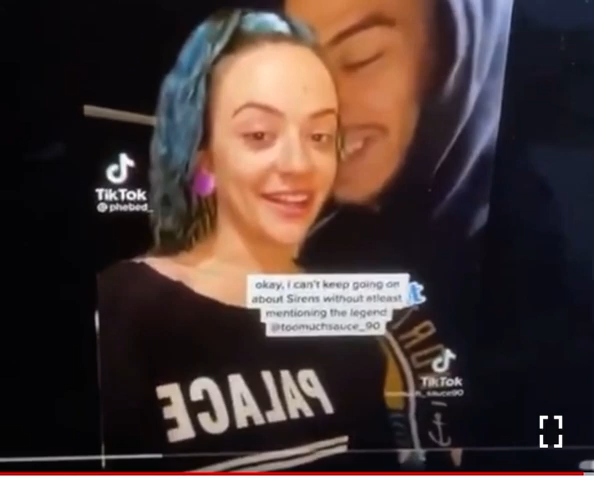 TikTok
@phebed_
okay, i can't keep going on
about Sirens without atleast
mentioning the legend
@toomuchsauce_90
PALACE
TikTok